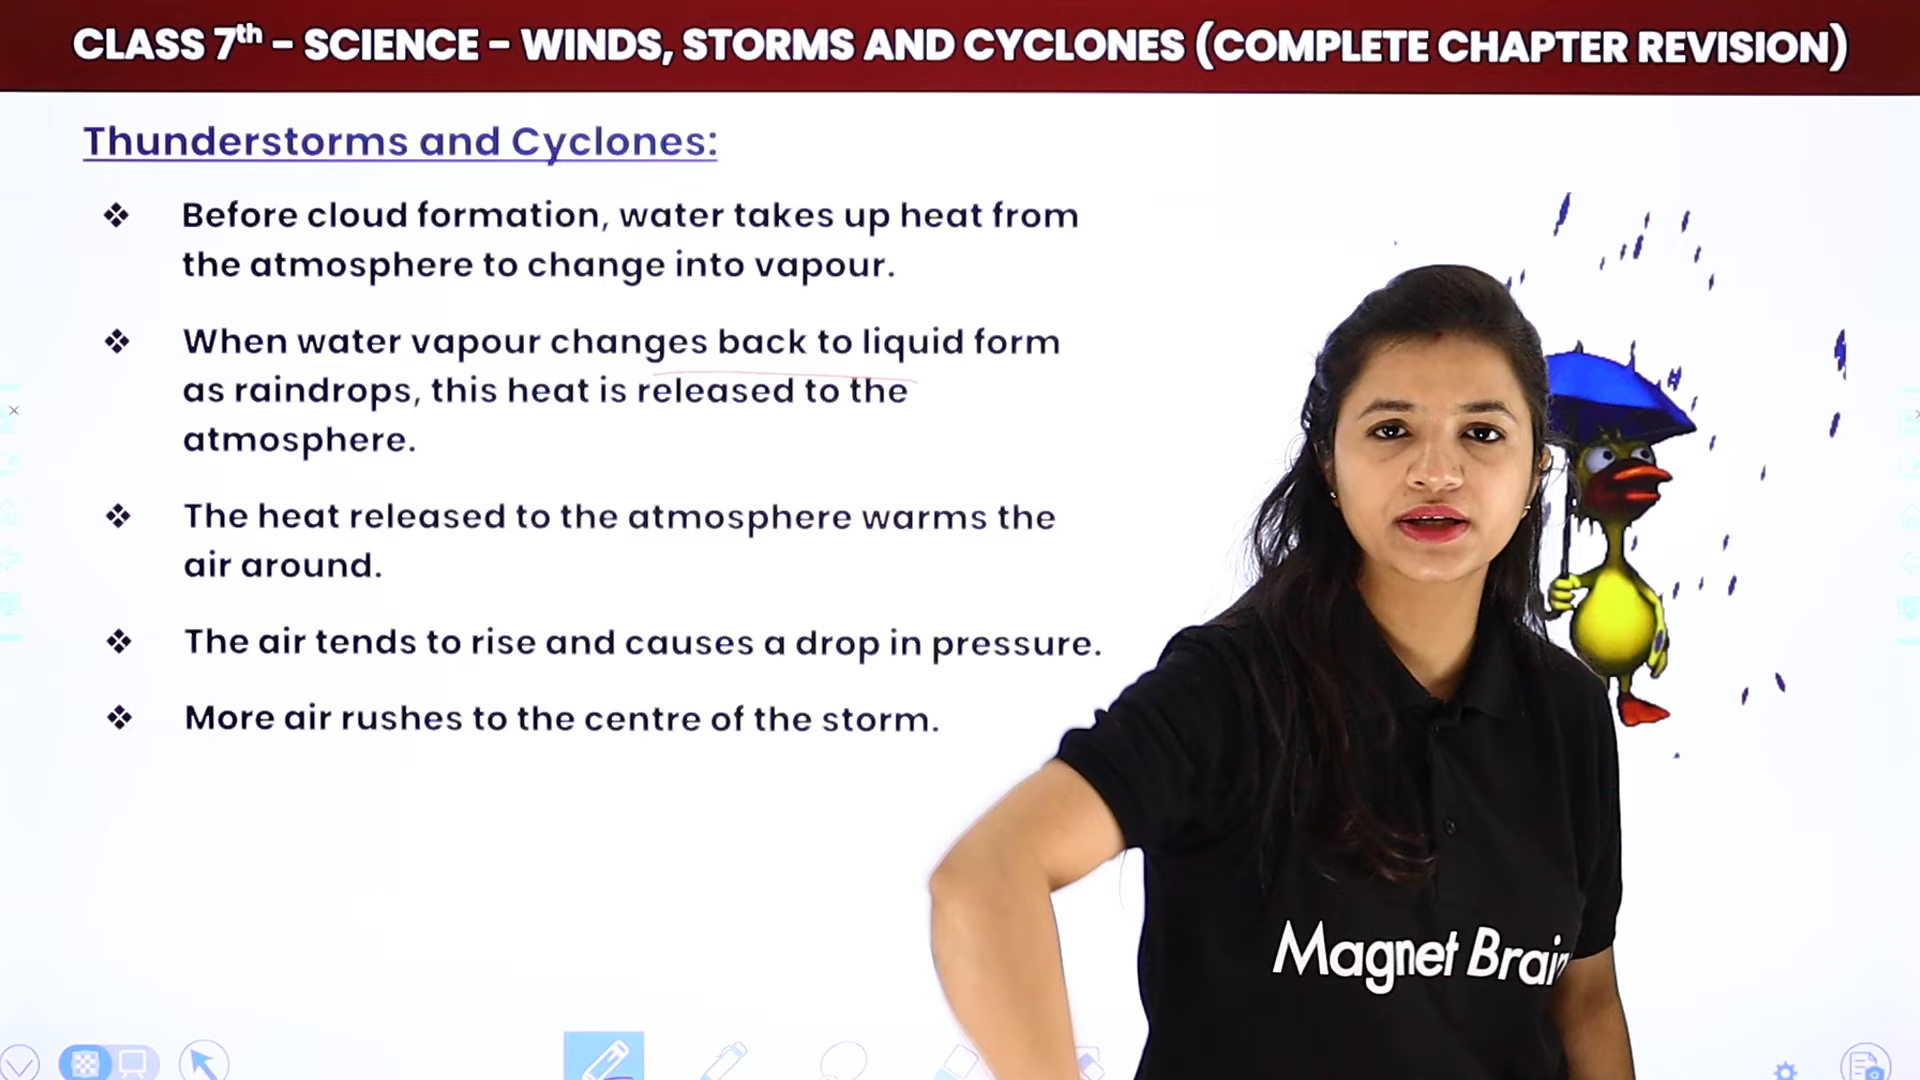 CLASS 7th - SCIENCE - WINDS, STORMS AND CYCLONES (COMPLETE CHAPTER REVISION)
Thunderstorms and Cyclones:
❖ Before cloud formation, water takes up heat from
the atmosphere to change into vapour.
❖ When water vapour changes back to liquid form
as raindrops, this heat is released to the
atmosphere.
❖ The heat released to the atmosphere warms the
air around.
❖ The air tends to rise and causes a drop in pressure.
❖ More air rushes to the centre of the storm.
Magnet Brain